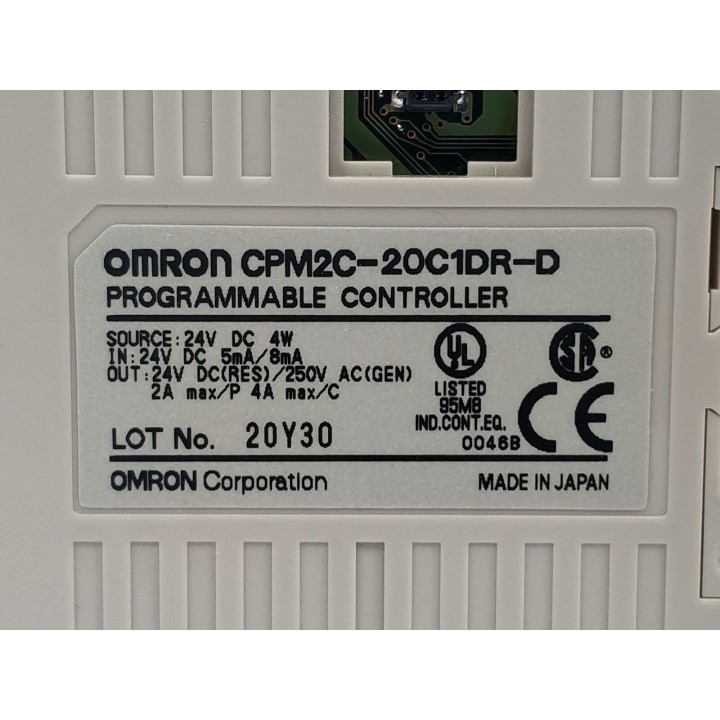 OMRON CPM2C-20C1DR-D
PROGRAMMABLE CONTROLLER
SOURCE:24V DC 4W
IN:24V DC 5mA/8mA
OUT:24V DC(RES)/250V AC(GEN)
2A max/P 4A max/C
UL
LISTED
95M8
IND.CONT.EQ.
0046B
SA ®
CE
LOT No. 20Y30
OMRON Corporation
MADE IN JAPAN